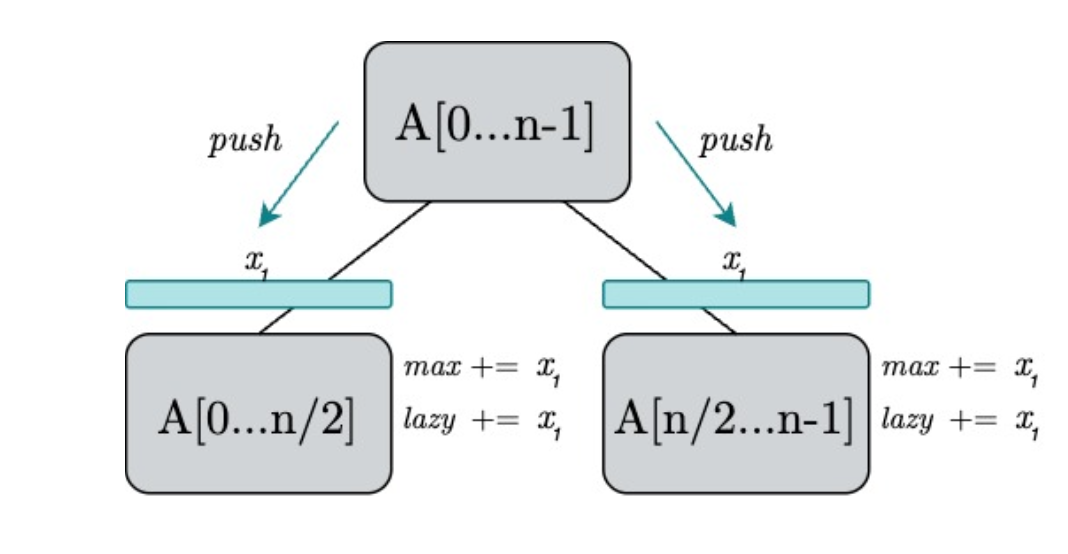 A[0...n-1]
push
push
x₁
x₁
A[0...n/2]
max += x₁
lazy += x₁
A[n/2...n-1]
max += x₁
lazy += x₁